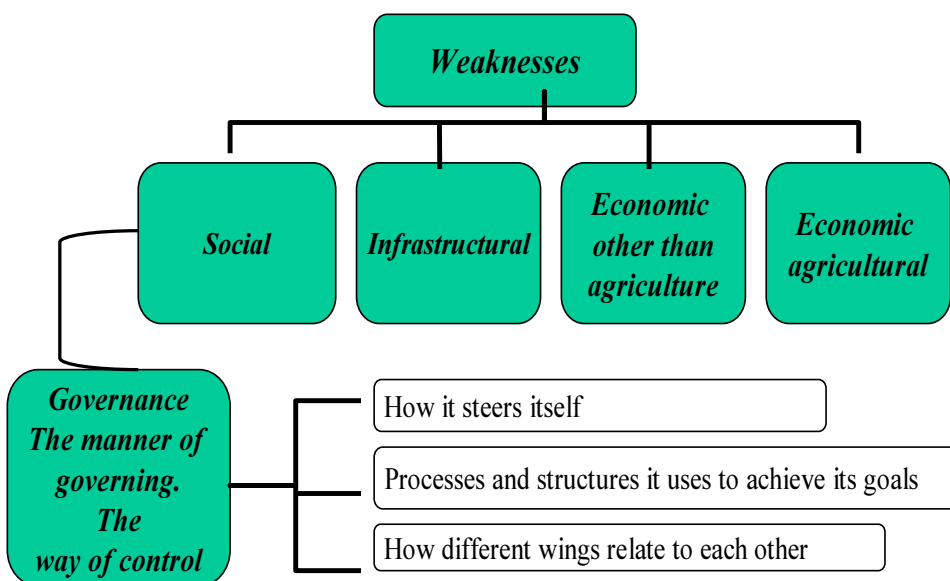 Weaknesses
Social
Infrastructural
Economic
other than
agriculture
Economic
agricultural
Governance
The manner of
governing.
The
way of control
How it steers itself
Processes and structures it uses to achieve its goals
How different wings relate to each other